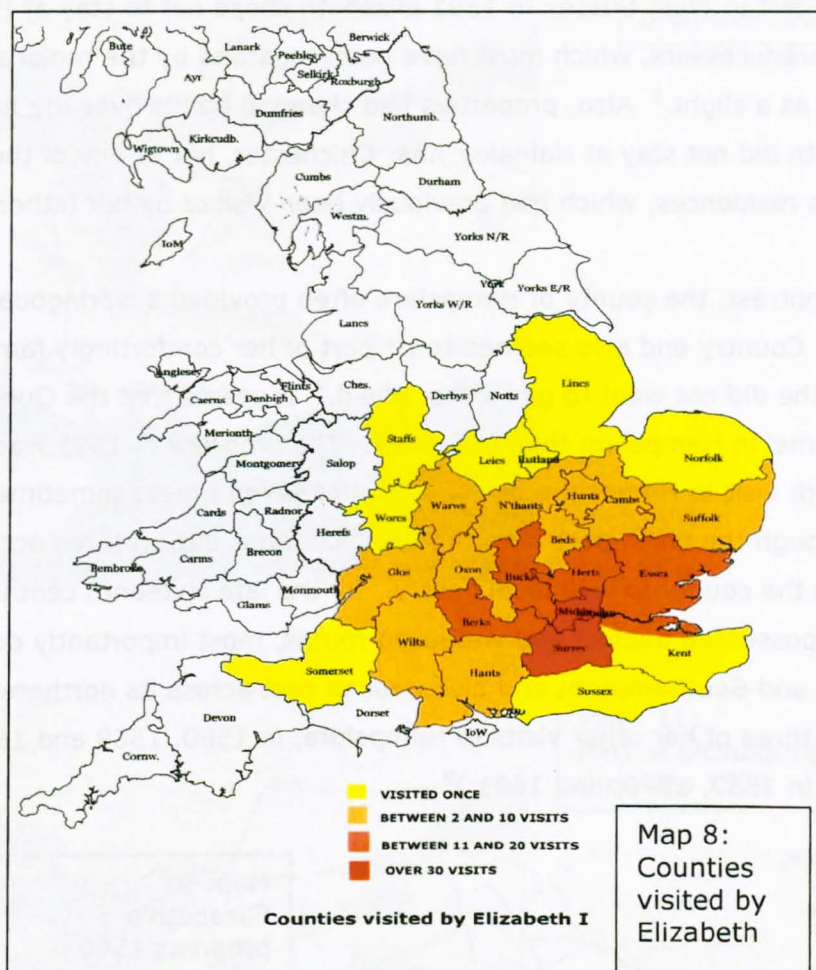 Berwick
Bute
Lanark
Peebles
Selkirk
Roxburgh
Ayr
Dumfries
Northumb.
Kirkudb.
Wigtown
Cumbs
Durham
Westm.
IoM
Yorks N/R
York
Yorks E/R
Yorks W/R
Lancs
Anglesey
Flints
Ches
Lincs
Caerns
Denbigh
Derbys
Notts
Merionth
Staffs
Norfolk
Montgomery
Salop
Leics
Rutland
Cards
Radnor
Worcs
Warws
N'thants
Hunts
Suffolk
Herefs
Beds
Pembroke
Carms
Brecon
Monmouth
Glos
Oxon
Bucks
Herts
Essex
Glams
Berks
Wilts
Surrey
Kent
Somerset
Hants
Sussex
Devon
Dorset
IoW
Cornw.
VISITED ONCE
BETWEEN 2 AND 10 VISITS
BETWEEN 11 AND 20 VISITS
OVER 30 VISITS
Counties visited by Elizabeth I
Map 8:
Counties
visited by
Elizabeth